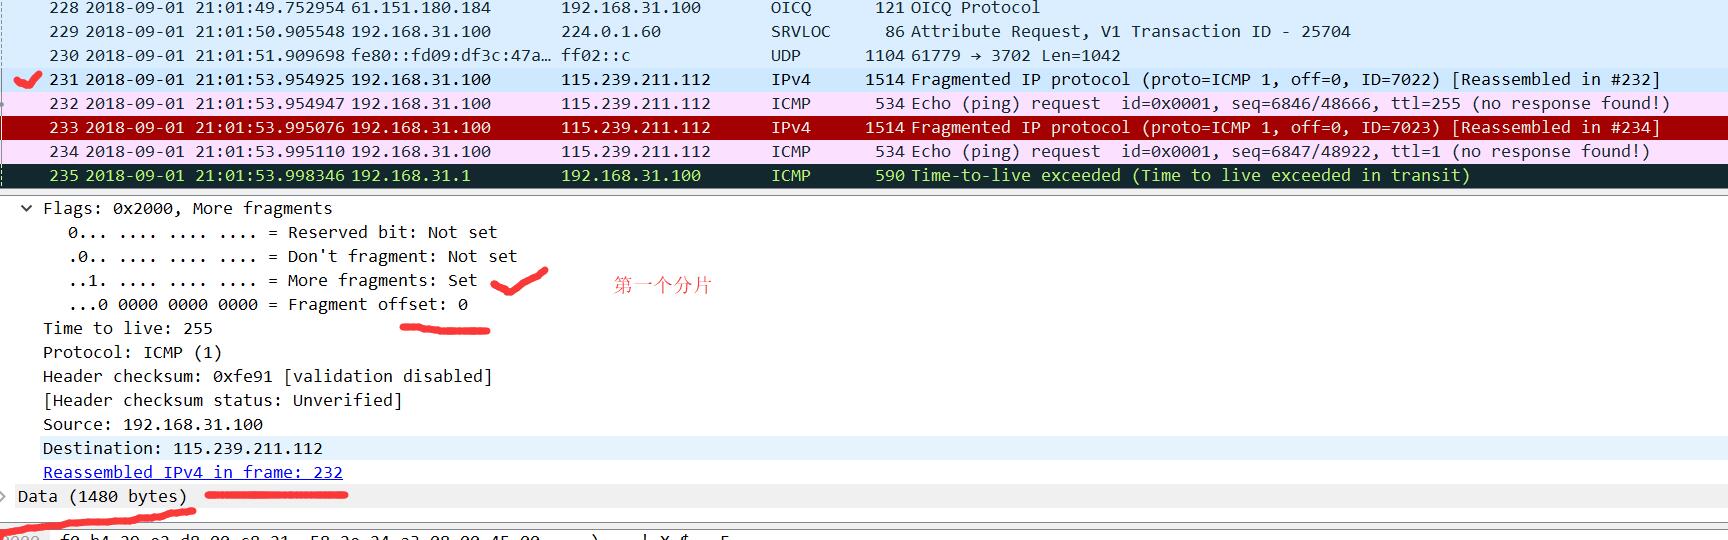 228 2018-09-01 21:01:49.752954 61.151.180.184 192.168.31.100 OICQ 121 OICQ Protocol
229 2018-09-01 21:01:50.905548 192.168.31.100 224.0.1.60 SRVLOC 86 Attribute Request, V1 Transaction ID - 25704
230 2018-09-01 21:01:51.909698 fe80::fd09:df3c:47a… ff02::c UDP 1104 61779 → 3702 Len=1042
231 2018-09-01 21:01:53.954925 192.168.31.100 115.239.211.112 IPv4 1514 Fragmented IP protocol (proto=ICMP 1, off=0, ID=7022) [Reassembled in #232]
232 2018-09-01 21:01:53.954947 192.168.31.100 115.239.211.112 ICMP 534 Echo (ping) request id=0x0001, seq=6846/48666, ttl=255 (no response found!)
233 2018-09-01 21:01:53.995076 192.168.31.100 115.239.211.112 IPv4 1514 Fragmented IP protocol (proto=ICMP 1, off=0, ID=7023) [Reassembled in #234]
234 2018-09-01 21:01:53.995110 192.168.31.100 115.239.211.112 ICMP 534 Echo (ping) request id=0x0001, seq=6847/48922, ttl=1 (no response found!)
235 2018-09-01 21:01:53.998346 192.168.31.1 192.168.31.100 ICMP 590 Time-to-live exceeded (Time to live exceeded in transit)
Flags: 0x2000, More fragments
0... .... .... .... = Reserved bit: Not set
.0.. .... .... .... = Don't fragment: Not set
..1. .... .... .... = More fragments: Set
第一个分片
...0 0000 0000 0000 = Fragment offset: 0
Time to live: 255
Protocol: ICMP (1)
Header checksum: 0xfe91 [validation disabled]
[Header checksum status: Unverified]
Source: 192.168.31.100
Destination: 115.239.211.112
Reassembled IPv4 in frame: 232
Data (1480 bytes)